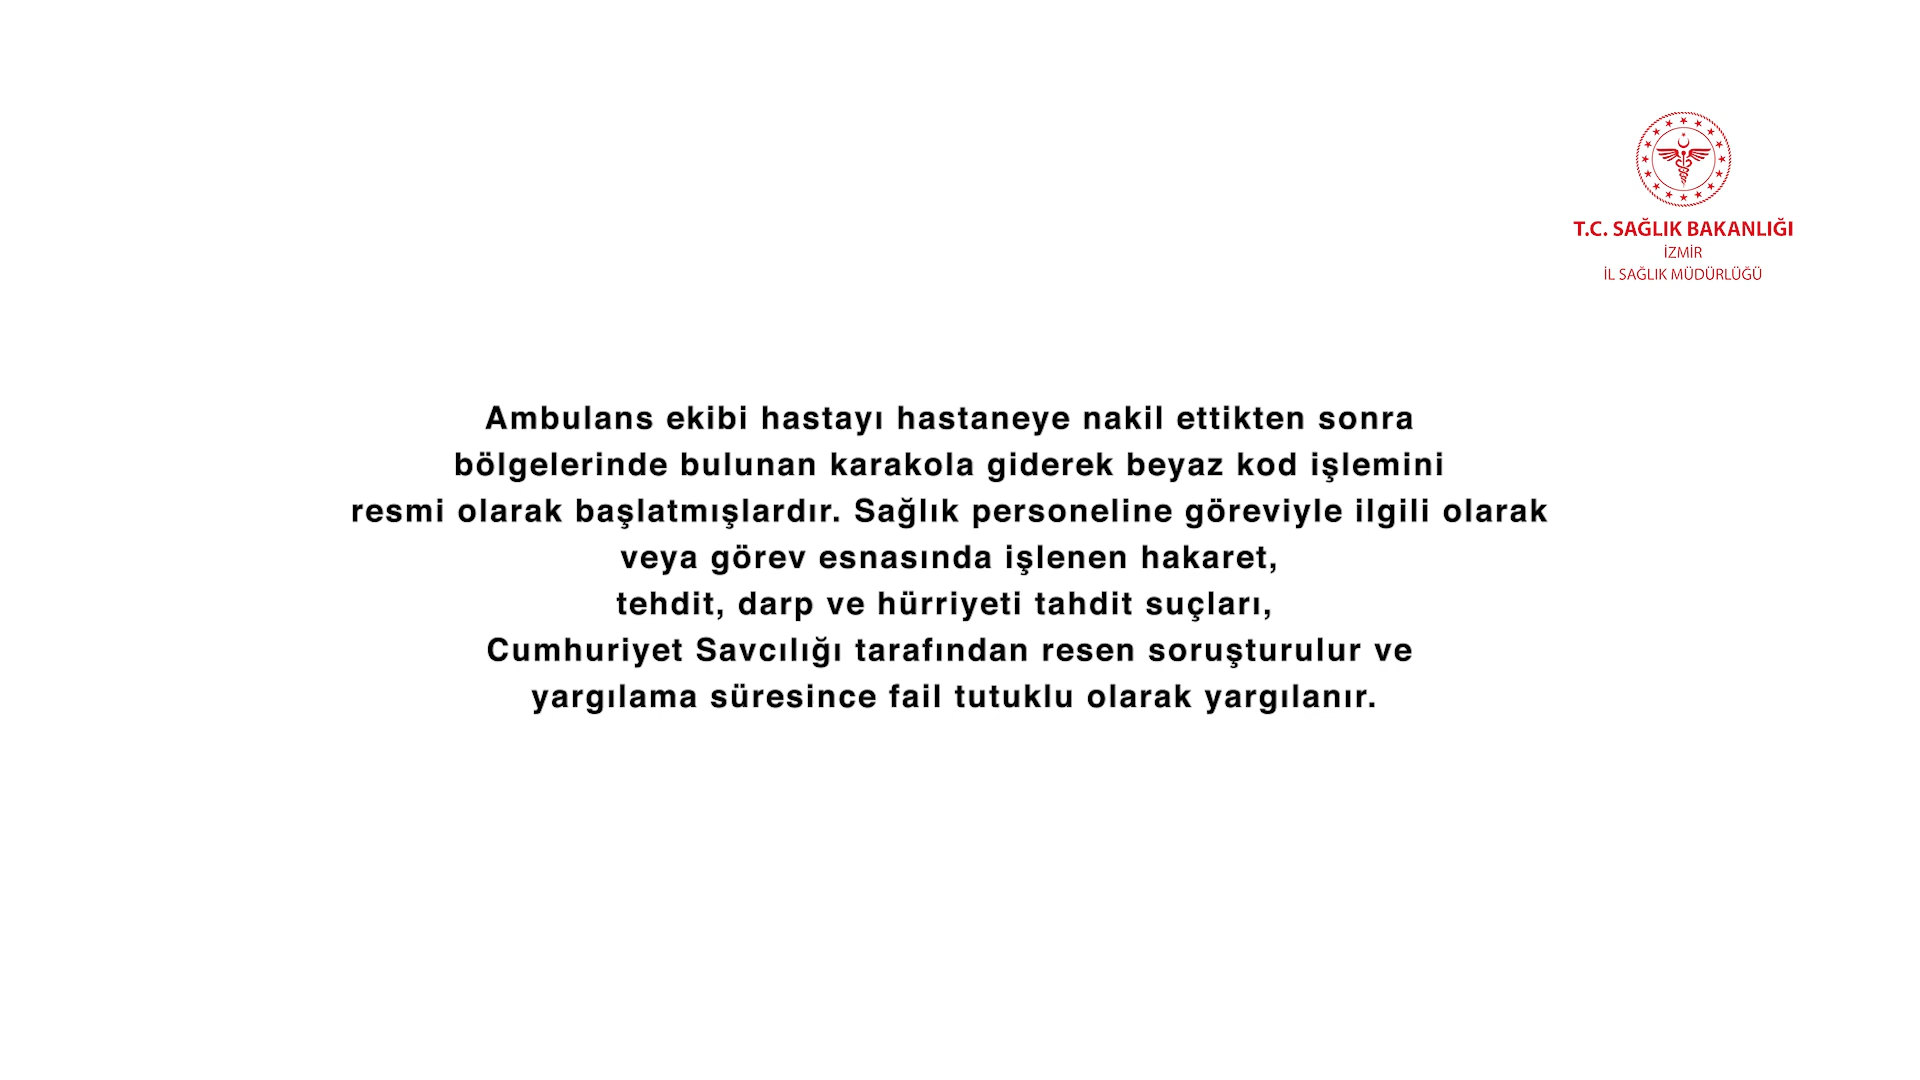 T.C. SAĞLIK BAKANLIĞI
İZMİR
İL SAĞLIK MÜDÜRLÜĞÜ
Ambulans ekibi hastayı hastaneye nakil ettikten sonra
bölgelerinde bulunan karakola giderek beyaz kod işlemini
resmi olarak başlatmışlardır. Sağlık personeline göreviyle ilgili olarak
veya görev esnasında işlenen hakaret,
tehdit, darp ve hürriyeti tahdit suçları,
Cumhuriyet Savcılığı tarafından resen soruşturulur ve
yargılama süresince fail tutuklu olarak yargılanır.